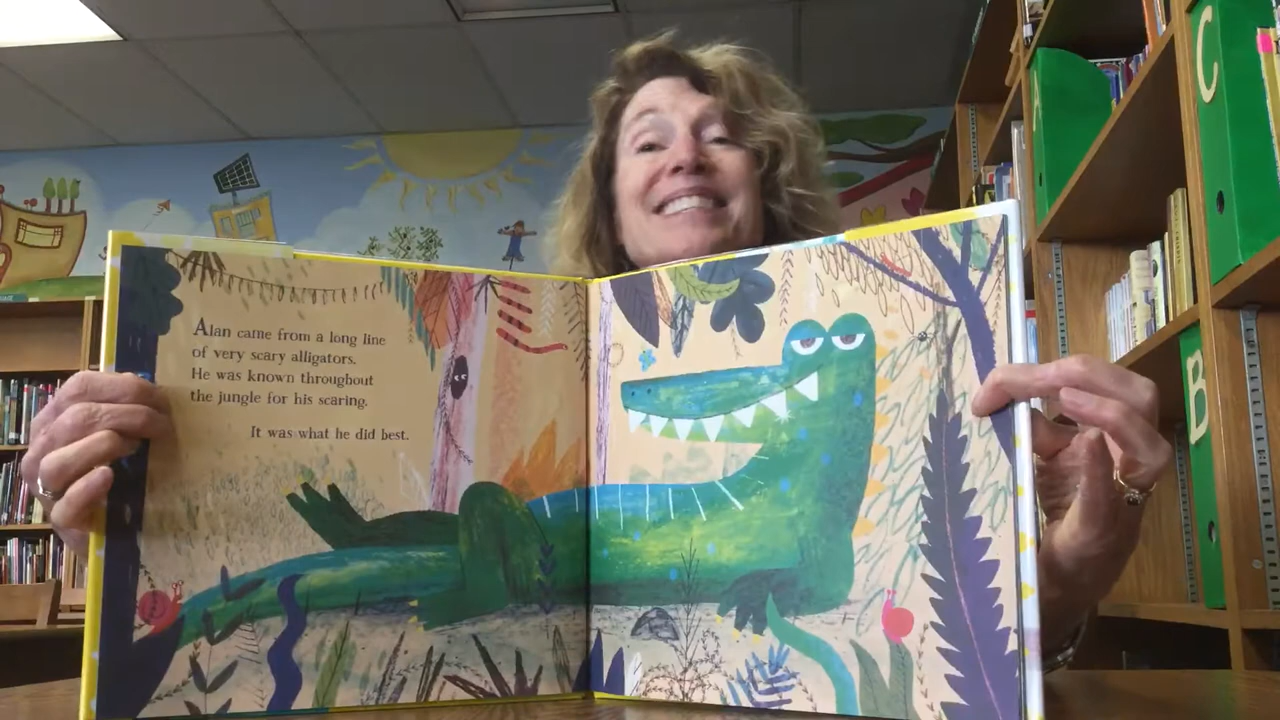 Alan came from a long line
of very scary alligators.
He was known throughout
the jungle for his scaring.
It was what he did best.
C
A
B